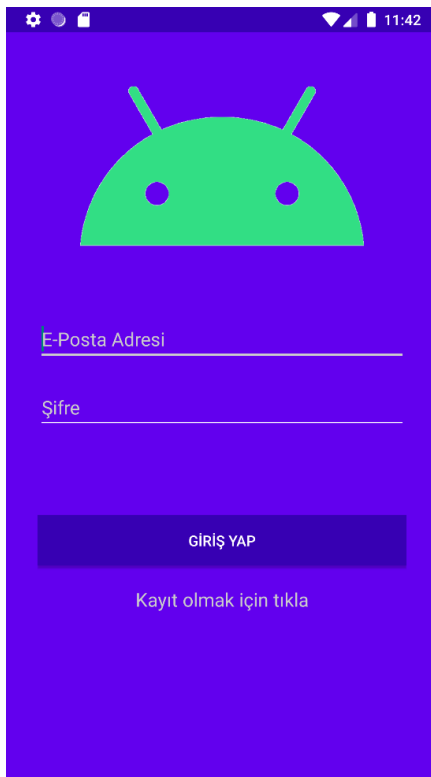 11:42
E-Posta Adresi
Şifre
GİRİŞ YAP
Kayıt olmak için tıkla